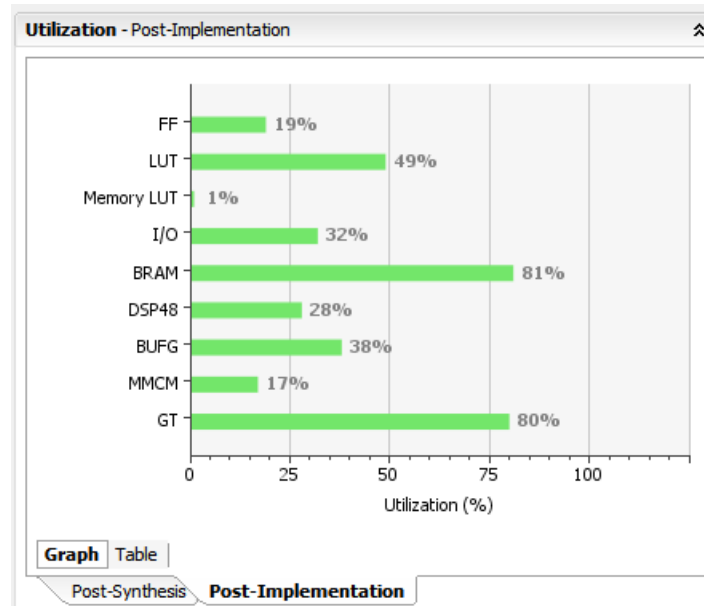 Utilization - Post-Implementation
FF 19%
LUT 49%
Memory LUT 1%
I/O 32%
BRAM 81%
DSP48 28%
BUFG 38%
MMCM 17%
GT 80%
0 25 50 75 100
Utilization (%)
Graph Table
Post-Synthesis Post-Implementation